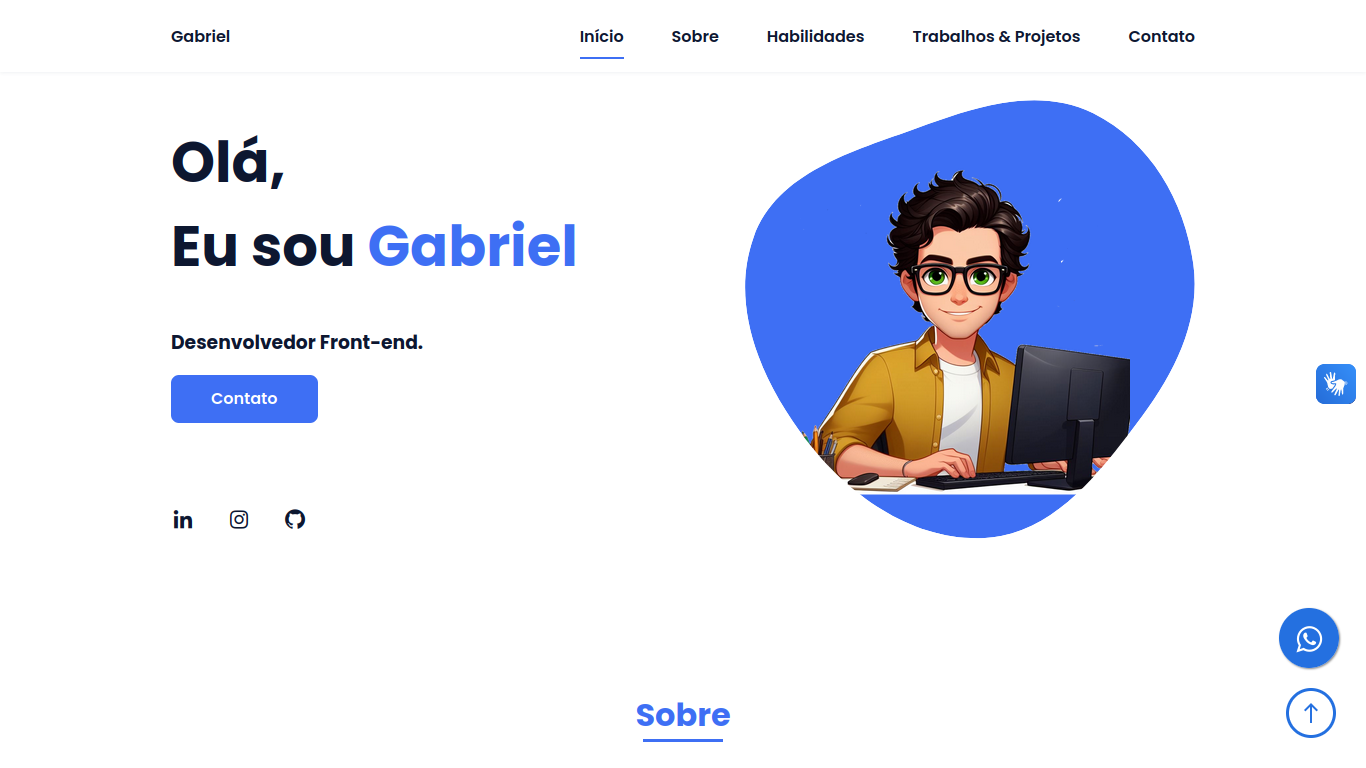 Gabriel
Início
Sobre
Habilidades
Trabalhos & Projetos
Contato
Olá,
Eu sou Gabriel
Desenvolvedor Front-end.
Contato
Sobre